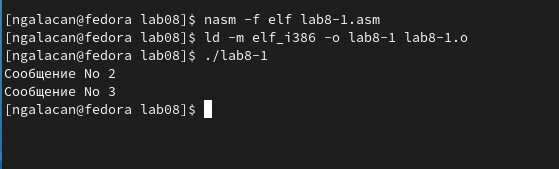 [ngalacan@fedora lab08]$ nasm -f elf lab8-1.asm
[ngalacan@fedora lab08]$ ld -m elf_i386 -o lab8-1 lab8-1.o
[ngalacan@fedora lab08]$ ./lab8-1
Сообщение No 2
Сообщение No 3
[ngalacan@fedora lab08]$